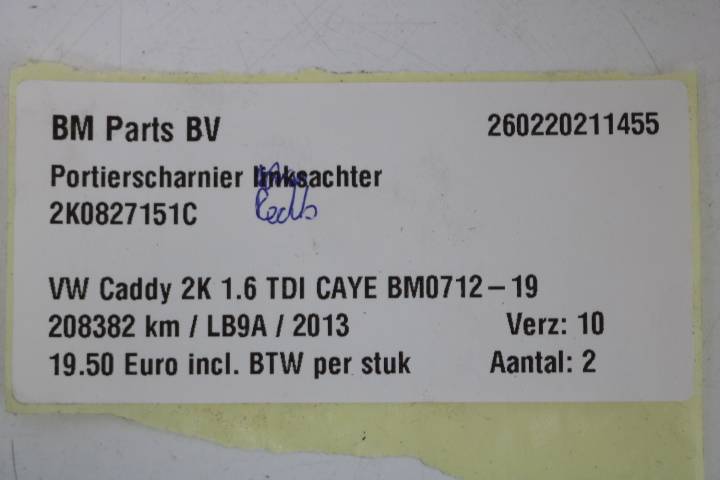 BM Parts BV 260220211455
Portierscharnier linksachter
2K0827151C Rechts
VW Caddy 2K 1.6 TDI CAYE BM0712-19
208382 km / LB9A / 2013 Verz: 10
19.50 Euro incl. BTW per stuk Aantal: 2